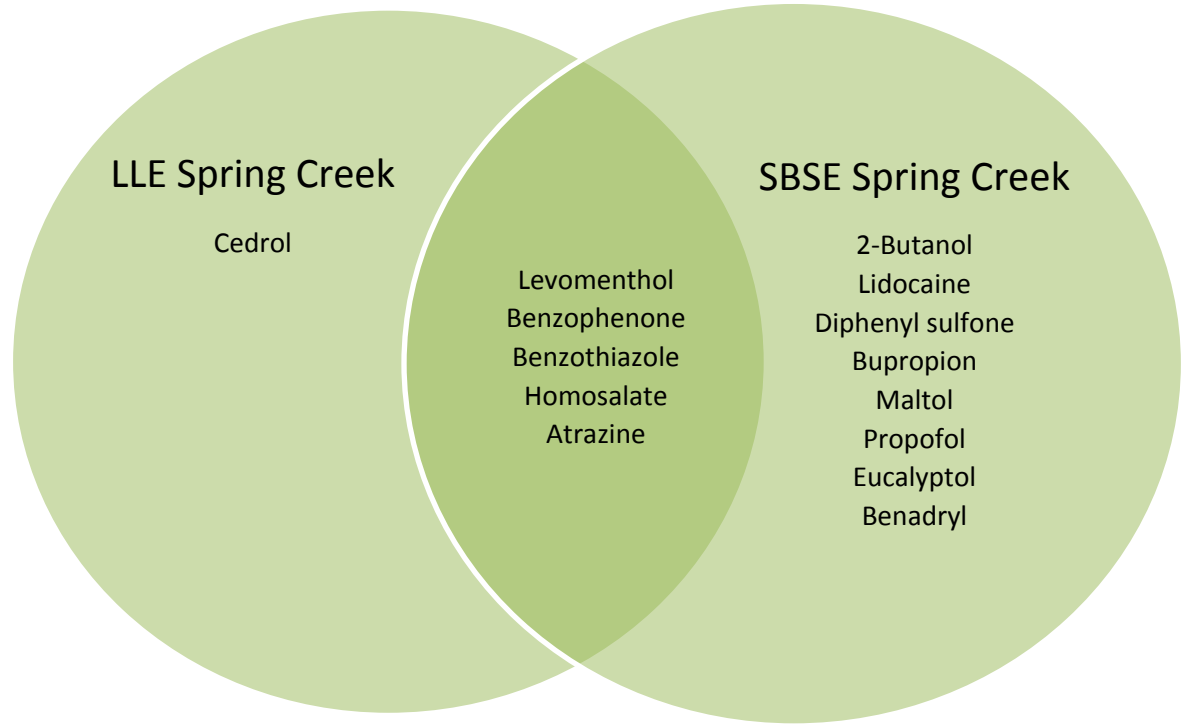 LLE Spring Creek
Cedrol
Levomenthol
Benzophenone
Benzothiazole
Homosalate
Atrazine
SBSE Spring Creek
2-Butanol
Lidocaine
Diphenyl sulfone
Bupropion
Maltol
Propofol
Eucalyptol
Benadryl